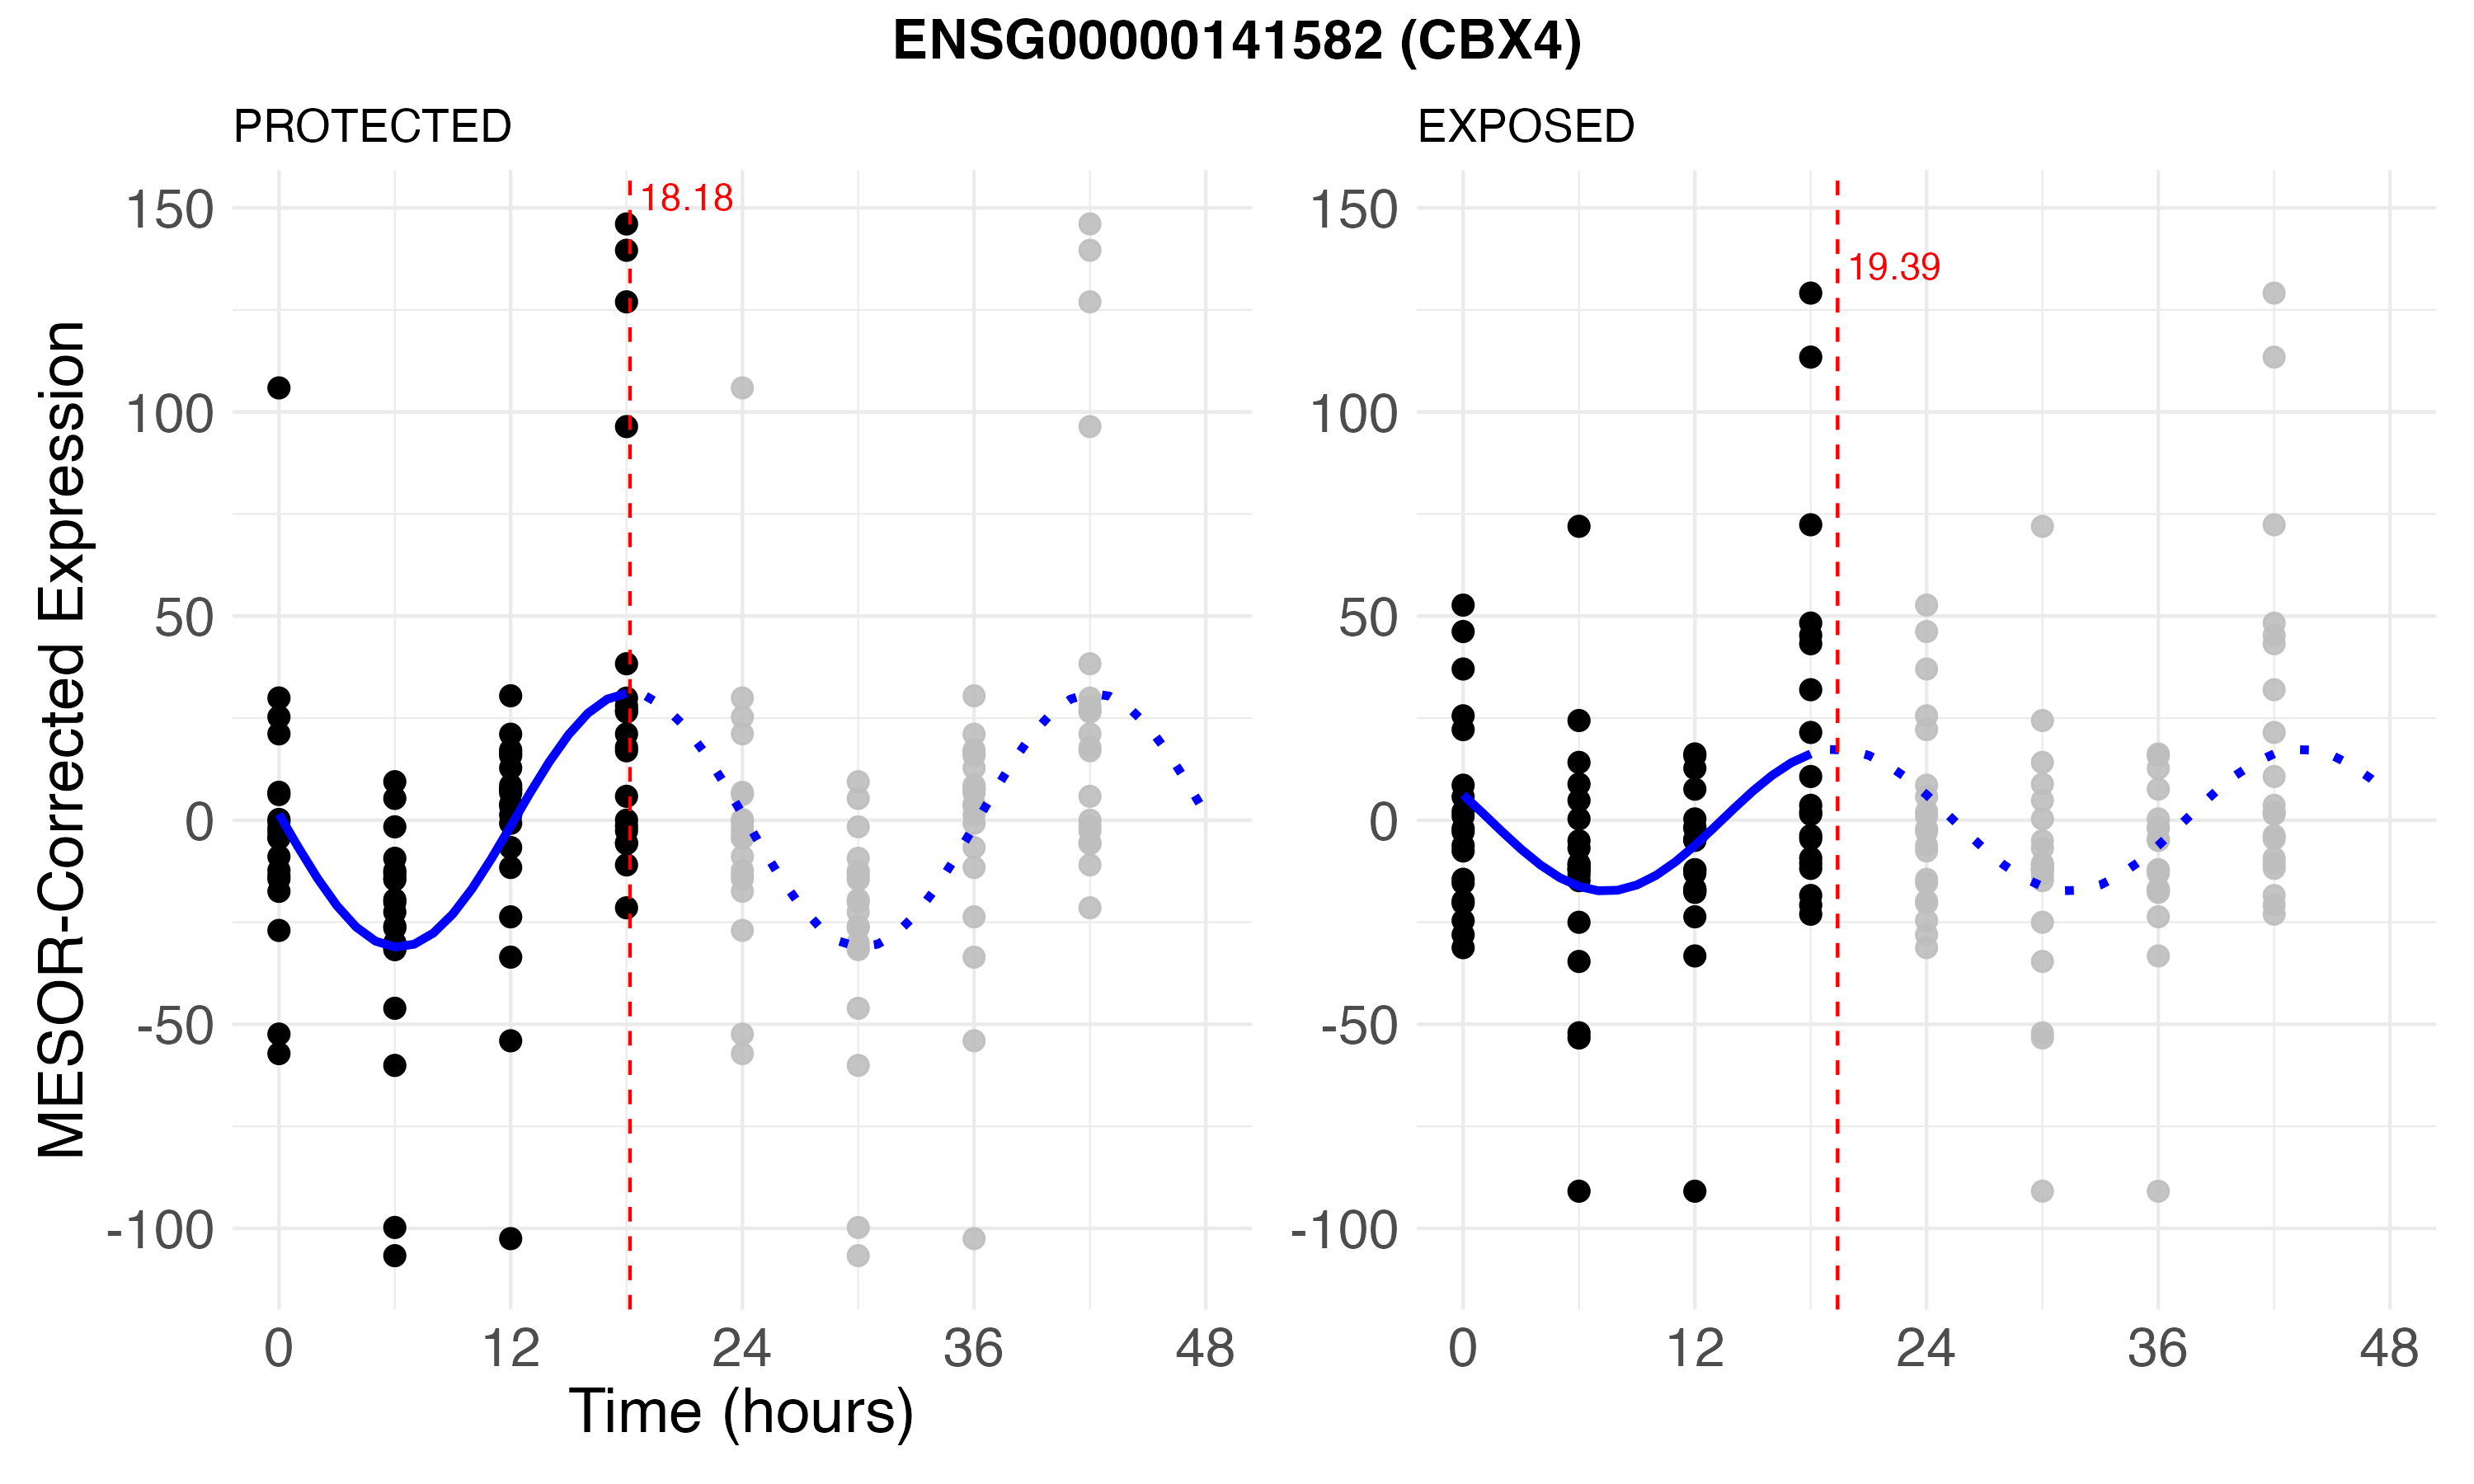 ENSG00000141582 (CBX4)
PROTECTED
EXPOSED
MESOR-Corrected Expression
150
100
50
0
-50
-100
18.18
0 12 24 36 48
Time (hours)
150
100
50
0
-50
-100
19.39
0 12 24 36 48